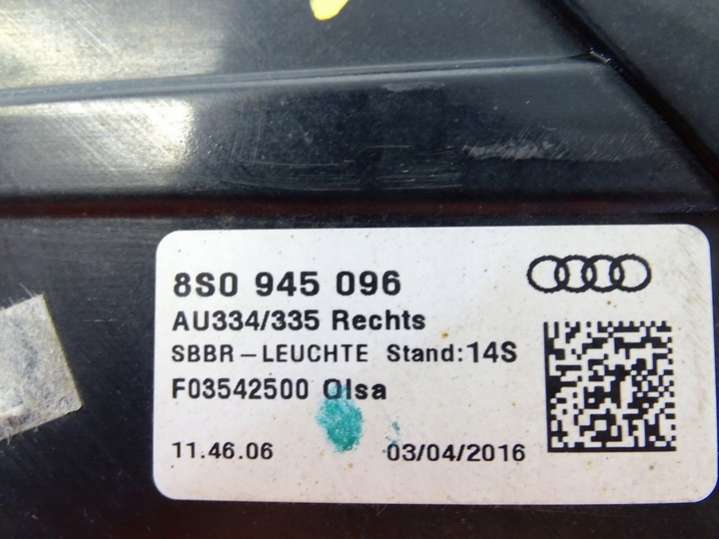 8S0 945 096
AU334/335 Rechts
SBBR-LEUCHTE Stand:14S
F03542500 Olsa
11.46.06 03/04/2016